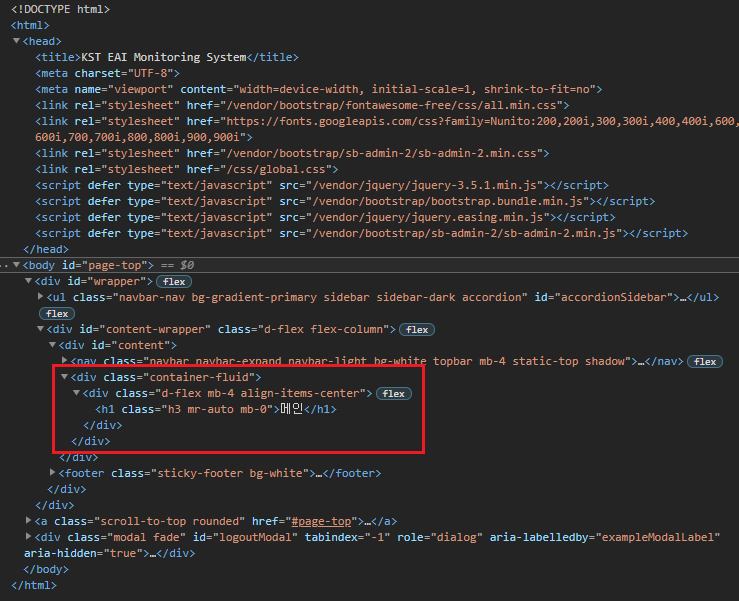 <!DOCTYPE html>
<html>
<head>
<title>KST EAI Monitoring System</title>
<meta charset="UTF-8">
<meta name="viewport" content="width=device-width, initial-scale=1, shrink-to-fit=no">
<link rel="stylesheet" href="/vendor/bootstrap/fontawesome-free/css/all.min.css">
<link rel="stylesheet" href="https://fonts.googleapis.com/css?family=Nunito:200,200i,300,300i,400,400i,600,
600i,700,700i,800,800i,900,900i">
<link rel="stylesheet" href="/vendor/bootstrap/sb-admin-2/sb-admin-2.min.css">
<link rel="stylesheet" href="/css/global.css">
<script defer type="text/javascript" src="/vendor/jquery/jquery-3.5.1.min.js"></script>
<script defer type="text/javascript" src="/vendor/bootstrap/bootstrap.bundle.min.js"></script>
<script defer type="text/javascript" src="/vendor/jquery/jquery.easing.min.js"></script>
<script defer type="text/javascript" src="/vendor/bootstrap/sb-admin-2/sb-admin-2.min.js"></script>
</head>
<body id="page-top"> == $0
<div id="wrapper"> flex
<ul class="navbar-nav bg-gradient-primary sidebar sidebar-dark accordion" id="accordionSidebar">…</ul>
flex
<div id="content-wrapper" class="d-flex flex-column"> flex
<div id="content">
<nav class="navbar navbar-expand navbar-light bg-white topbar mb-4 static-top shadow">…</nav> flex
<div class="container-fluid">
<div class="d-flex mb-4 align-items-center"> flex
<h1 class="h3 mr-auto mb-0">메인</h1>
</div>
</div>
</div>
<footer class="sticky-footer bg-white">…</footer>
</div>
</div>
<a class="scroll-to-top rounded" href="#page-top">…</a>
<div class="modal fade" id="logoutModal" tabindex="-1" role="dialog" aria-labelledby="exampleModalLabel"
aria-hidden="true">…</div>
</body>
</html>